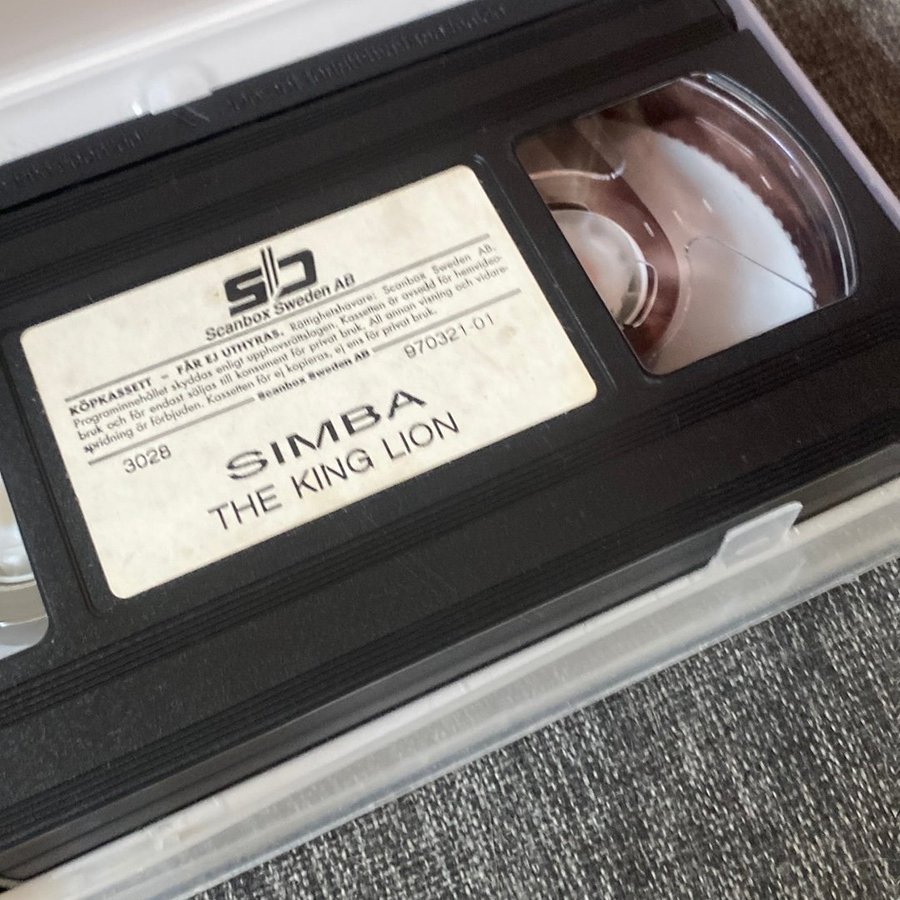 Scanbox Sweden AB
KÖPKASSETT – FÅR EJ UTHYRAS. Rättighetshavare: Scanbox Sweden AB.
Programinnehållet skyddas enligt upphovsrättslagen. Kassetten är avsedd för hemvideo-
bruk och får endast säljas till konsument för privat bruk. All annan visning och vidare-
spridning är förbjuden. Kassetten får ej kopieras, ej ens för privat bruk.
Scanbox Sweden AB
3028
970321-01
SIMBA
THE KING LION